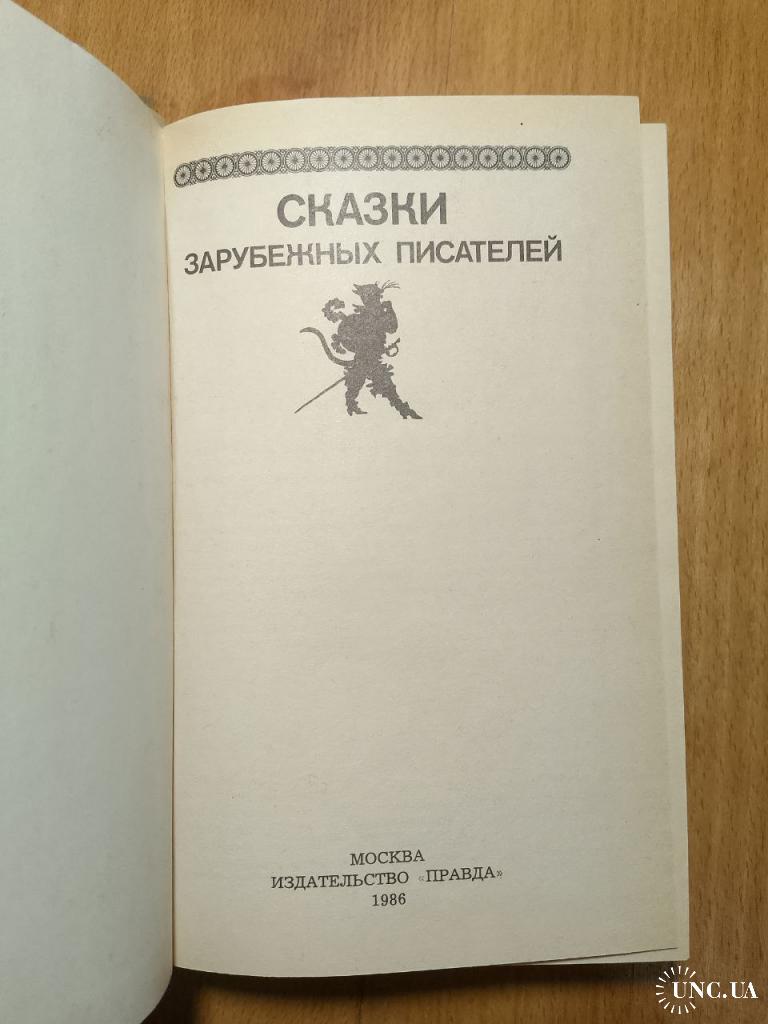 СКАЗКИ
ЗАРУБЕЖНЫХ ПИСАТЕЛЕЙ
МОСКВА
ИЗДАТЕЛЬСТВО «ПРАВДА»
1986
UNC.UA